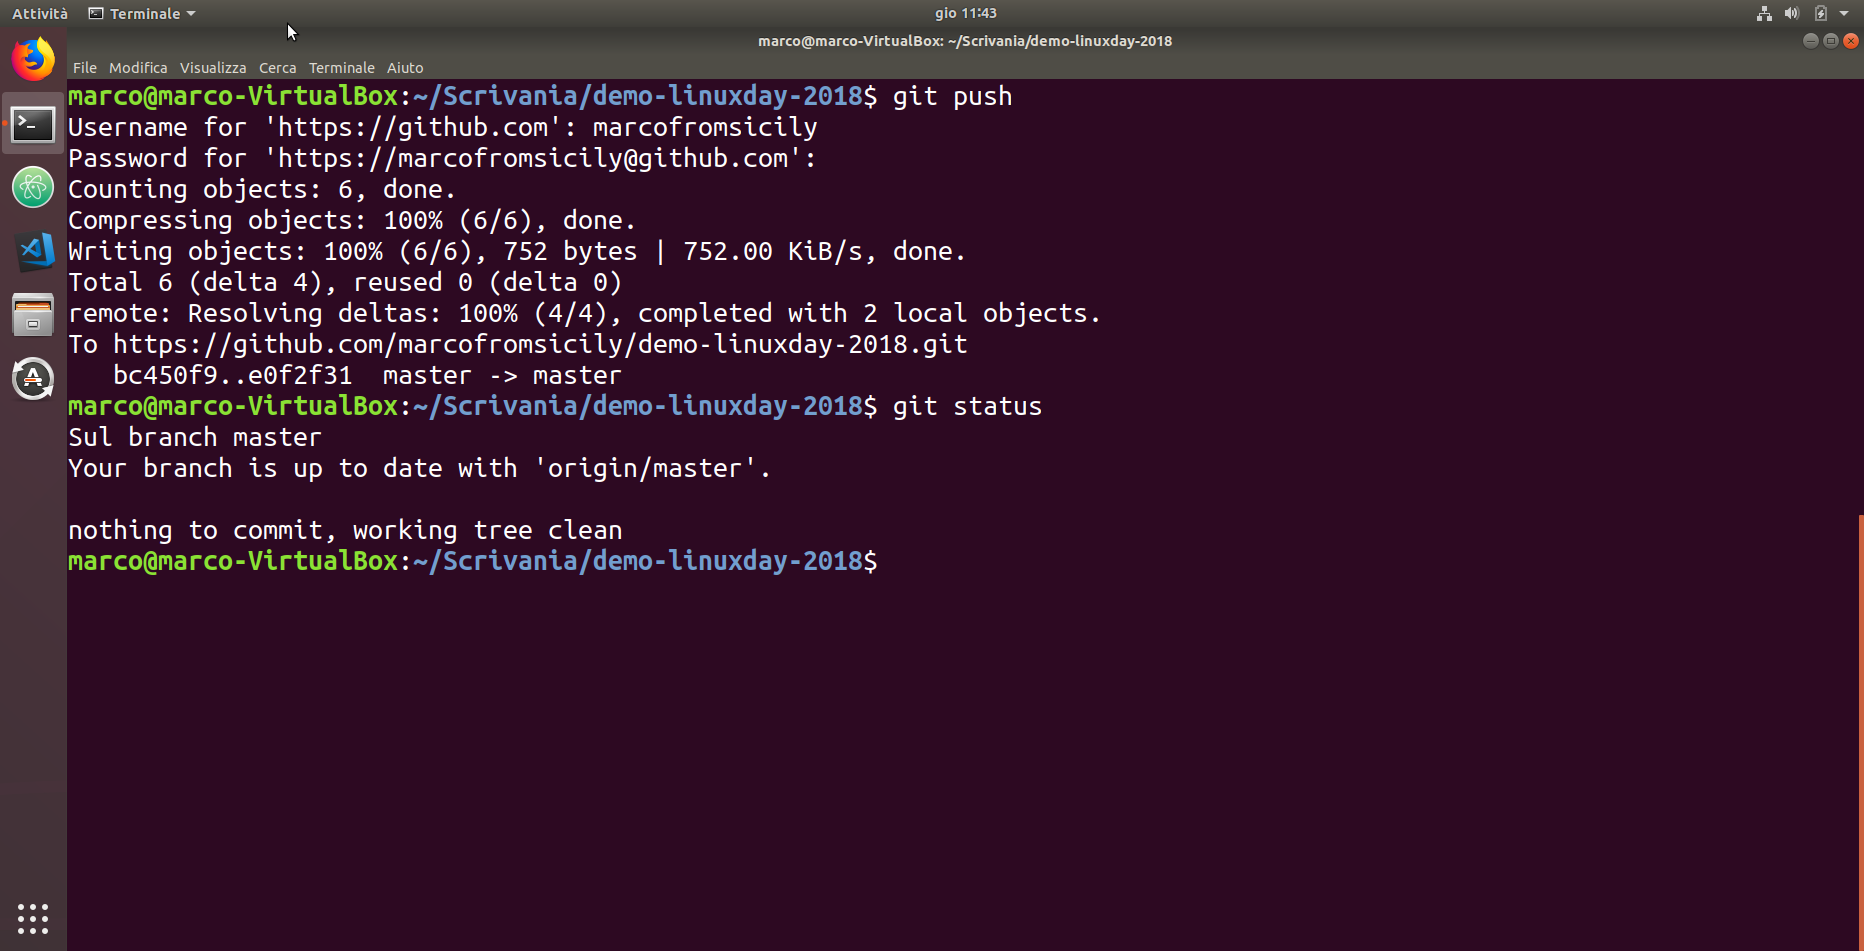 Attività Terminale gio 11:43
marco@marco-VirtualBox: ~/Scrivania/demo-linuxday-2018
File Modifica Visualizza Cerca Terminale Aiuto
marco@marco-VirtualBox:~/Scrivania/demo-linuxday-2018$ git push
Username for 'https://github.com': marcofromsicily
Password for 'https://marcofromsicily@github.com':
Counting objects: 6, done.
Compressing objects: 100% (6/6), done.
Writing objects: 100% (6/6), 752 bytes | 752.00 KiB/s, done.
Total 6 (delta 4), reused 0 (delta 0)
remote: Resolving deltas: 100% (4/4), completed with 2 local objects.
To https://github.com/marcofromsicily/demo-linuxday-2018.git
   bc450f9..e0f2f31  master -> master
marco@marco-VirtualBox:~/Scrivania/demo-linuxday-2018$ git status
Sul branch master
Your branch is up to date with 'origin/master'.

nothing to commit, working tree clean
marco@marco-VirtualBox:~/Scrivania/demo-linuxday-2018$